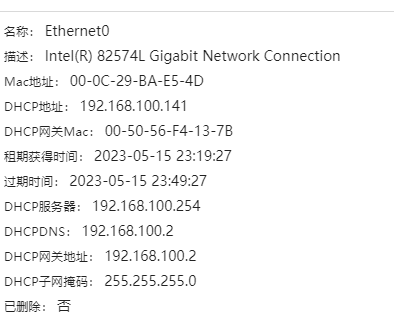 名称： Ethernet0
描述： Intel(R) 82574L Gigabit Network Connection
Mac地址： 00-0C-29-BA-E5-4D
DHCP地址： 192.168.100.141
DHCP网关Mac： 00-50-56-F4-13-7B
租期获得时间： 2023-05-15 23:19:27
过期时间： 2023-05-15 23:49:27
DHCP服务器： 192.168.100.254
DHCPDNS： 192.168.100.2
DHCP网关地址： 192.168.100.2
DHCP子网掩码： 255.255.255.0
已删除： 否